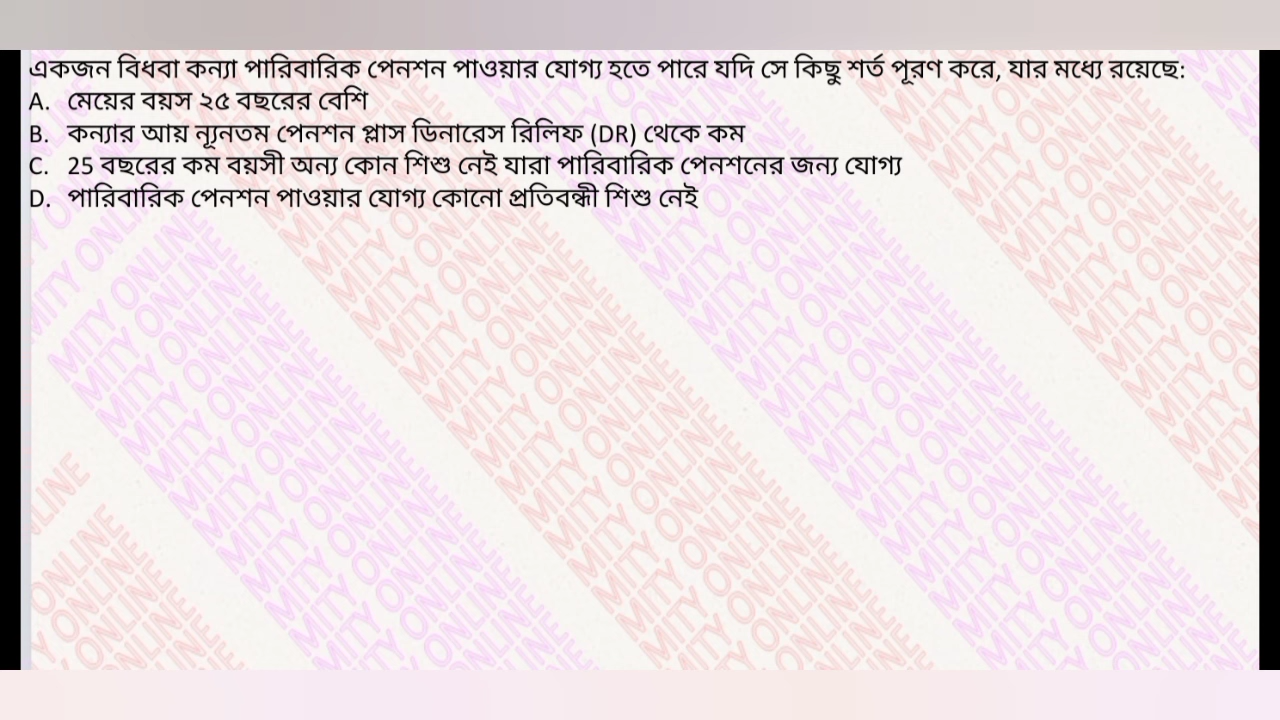 একজন বিধবা কন্যা পারিবারিক পেনশন পাওয়ার যোগ্য হতে পারে যদি সে কিছু শর্ত পূরণ করে, যার মধ্যে রয়েছে:
A. মেয়ের বয়স ২৫ বছরের বেশি
B. কন্যার আয় ন্যূনতম পেনশন প্লাস ডিনারেস রিলিফ (DR) থেকে কম
C. 25 বছরের কম বয়সী অন্য কোন শিশু নেই যারা পারিবারিক পেনশনের জন্য যোগ্য
D. পারিবারিক পেনশন পাওয়ার যোগ্য কোনো প্রতিবন্ধী শিশু নেই